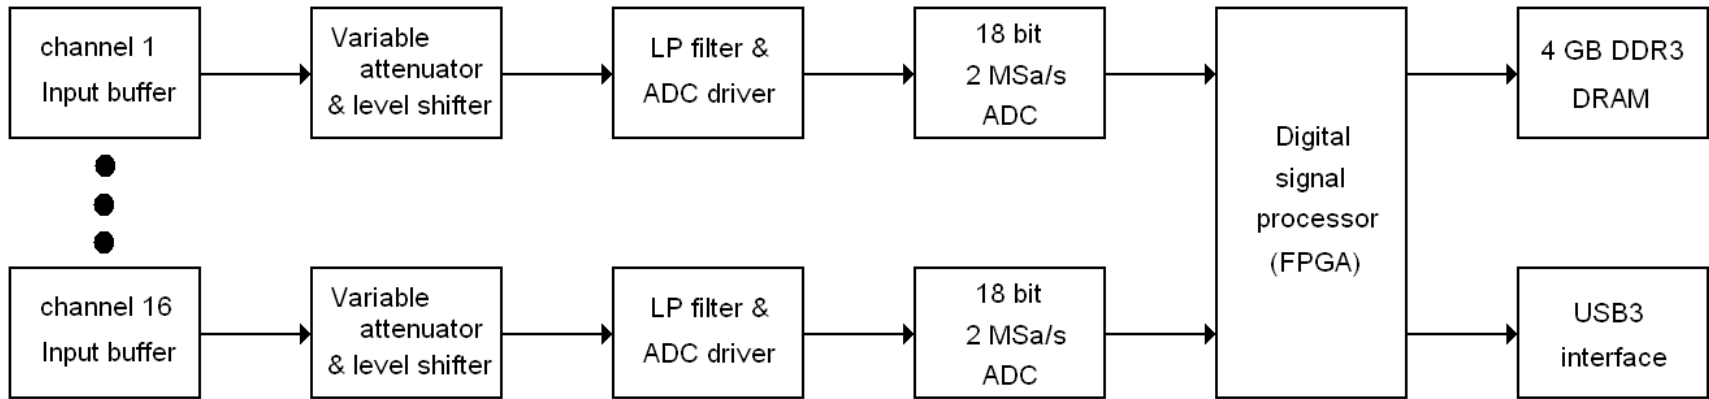 channel 1
Input buffer
Variable
attenuator
& level shifter
LP filter &
ADC driver
18 bit
2 MSa/s
ADC
Digital
signal
processor
(FPGA)
4 GB DDR3
DRAM
channel 16
Input buffer
Variable
attenuator
& level shifter
LP filter &
ADC driver
18 bit
2 MSa/s
ADC
USB3
interface